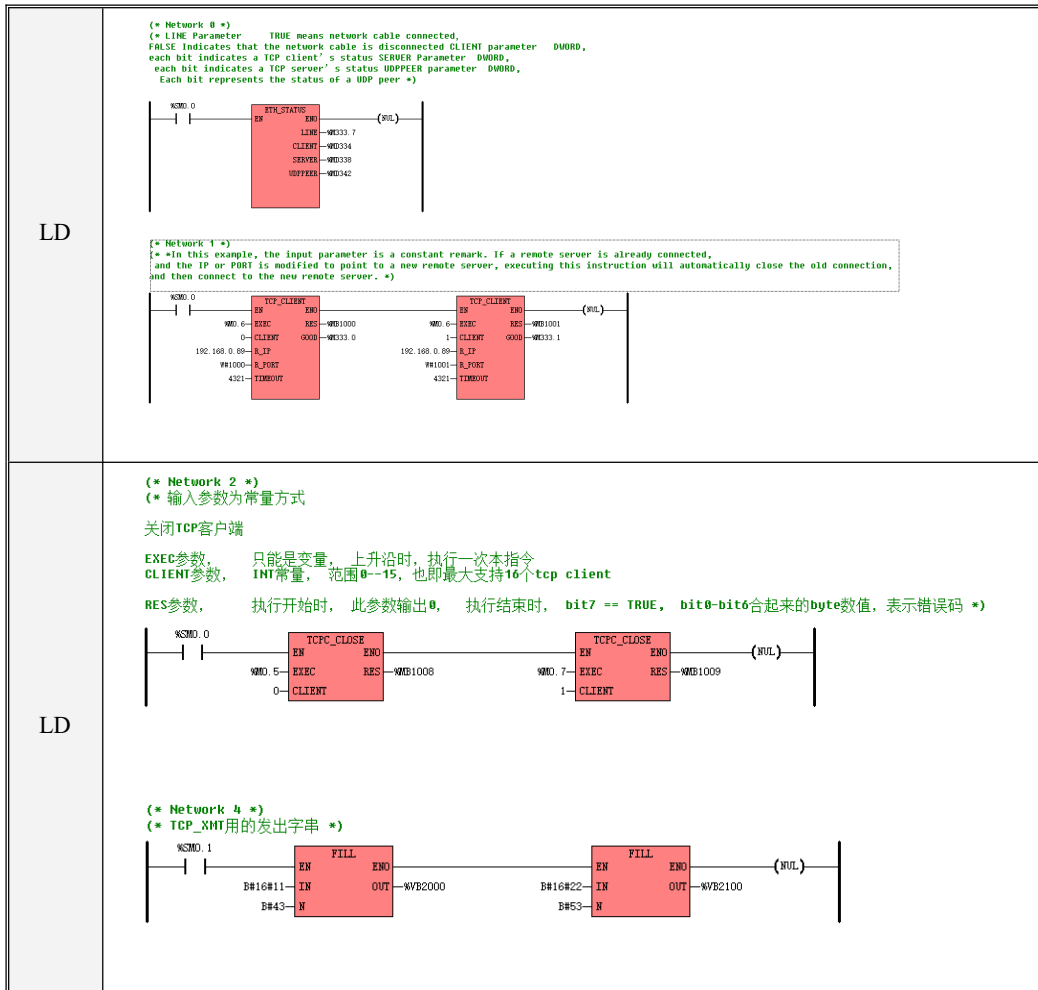 LD
(* Network 0 *)
(* LINE Parameter TRUE means network cable connected,
FALSE Indicates that the network cable is disconnected CLIENT parameter DWORD,
each bit indicates a TCP client's status SERVER Parameter DWORD,
each bit indicates a TCP server's status UDPPEER parameter DWORD,
Each bit represents the status of a UDP peer *)
%SM0.0 ETH_STATUS
EN ENO (NUL)
LINE %M333.7
CLIENT %MD334
SERVER %MD338
UDPPEER %MD342
(* Network 1 *)
(* *In this example, the input parameter is a constant remark. If a remote server is already connected,
and the IP or PORT is modified to point to a new remote server, executing this instruction will automatically close the old connection,
and then connect to the new remote server. *)
%SM0.0 TCP_CLIENT TCP_CLIENT
EN ENO EN ENO (NUL)
%M0.6 EXEC RES %MB1000 %M0.6 EXEC RES %MB1001
0 CLIENT GOOD %M333.0 1 CLIENT GOOD %M333.1
192.168.0.89 R_IP 192.168.0.89 R_IP
W#1000 R_PORT W#1001 R_PORT
4321 TIMEOUT 4321 TIMEOUT
LD
(* Network 2 *)
(* 输入参数为常量方式
关闭TCP客户端
EXEC参数， 只能是变量， 上升沿时，执行一次本指令
CLIENT参数， INT常量， 范围0--15，也即最大支持16个tcp client
RES参数， 执行开始时， 此参数输出0， 执行结束时， bit7 == TRUE, bit0-bit6合起来的byte数值，表示错误码 *)
%SM0.0 TCPC_CLOSE TCPC_CLOSE
EN ENO EN ENO (NUL)
%M0.5 EXEC RES %MB1008 %M0.7 EXEC RES %MB1009
0 CLIENT 1 CLIENT
(* Network 4 *)
(* TCP_XMT用的发出字串 *)
%SM0.1 FILL FILL
EN ENO EN ENO (NUL)
B#16#11 IN OUT %VB2000 B#16#22 IN OUT %VB2100
B#43 N B#53 N